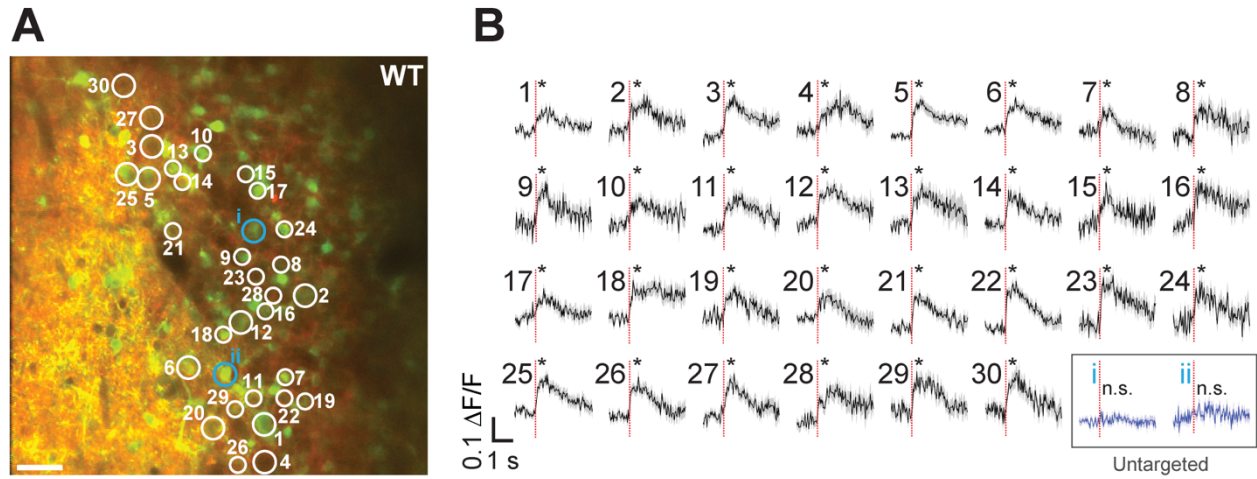 A
B
WT
30
27
3
10
13
14
15
17
25
5
i
24
21
9
8
23
28
2
16
12
18
ii
6
11
7
29
22
19
20
1
26
4
1 * 2 * 3 * 4 * 5 * 6 * 7 * 8 *
9 * 10 * 11 * 12 * 13 * 14 * 15 * 16 *
17 * 18 * 19 * 20 * 21 * 22 * 23 * 24 *
25 * 26 * 27 * 28 * 29 * 30 * i n.s. ii n.s.
0.1 ΔF/F
0.1 s
Untargeted